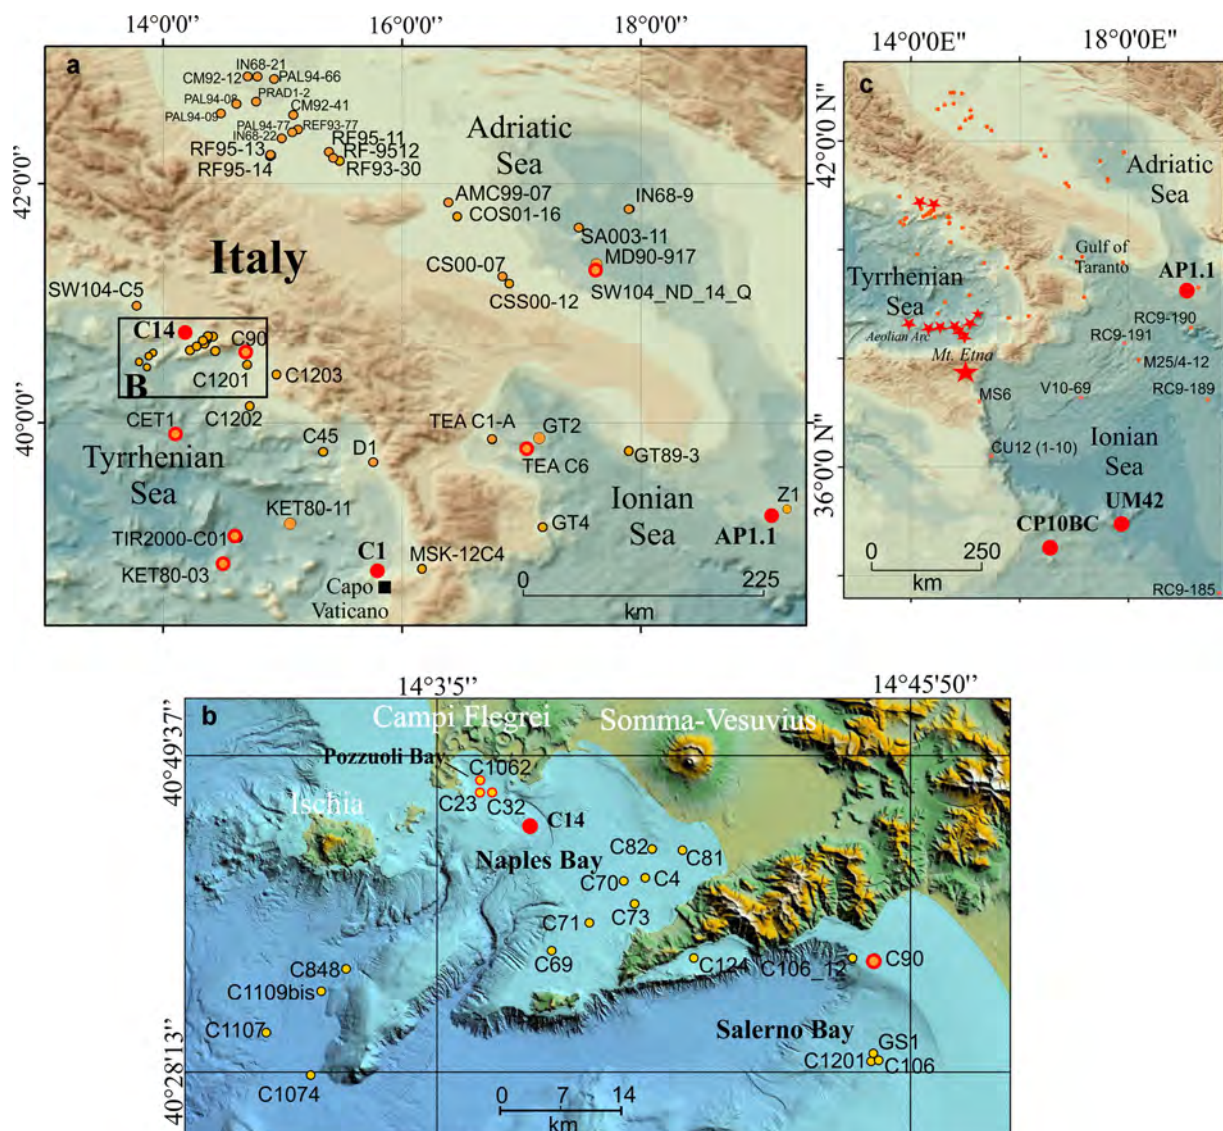 14°0'0''
16°0'0''
18°0'0''
14°0'0E"
18°0'0E"
a
IN68-21
CM92-12
PAL94-66
PAL94-08
PRAD1-2
PAL94-09
CM92-41
PAL94-77
REF93-77
IN68-22
RF95-11
RF95-13
RF-9512
RF95-14
RF93-30
Adriatic
Sea
42°0'0''
42°0'0 N"
AMC99-07
COS01-16
IN68-9
SA003-11
MD90-917
SW104_ND_14_Q
CS00-07
CSS00-12
Italy
SW104-C5
C14
C90
B
C1201
C1203
C1202
CET1
C45
D1
TEA C1-A
GT2
TEA C6
GT89-3
40°0'0''
40°0'N"
Tyrrhenian
Sea
KET80-11
TIR2000-C01
KET80-03
C1
Capo
Vaticano
MSK-12C4
GT4
Ionian
Sea
Z1
AP1.1
0
225
km
c
Adriatic
Sea
Gulf of
Taranto
AP1.1
Tyrrhenian
Sea
Aeolian Arc
Mt. Etna
RC9-190
RC9-191
M25/4-12
MS6
V10-69
RC9-189
CU12 (1-10)
Ionian
Sea
36°0'0 N"
UM42
CP10BC
0
250
km
RC9-185
14°3'5''
14°45'50''
b
Campi Flegrei
Somma-Vesuvius
40°49'37''
Pozzuoli Bay
C1062
C23
C32
Ischia
C14
Naples Bay
C82
C81
C70
C4
C73
C71
C69
C124
C106_12
C90
C848
C1109bis
C1107
C1074
Salerno Bay
GS1
C1201
C106
40°28'13''
0
7
14
km